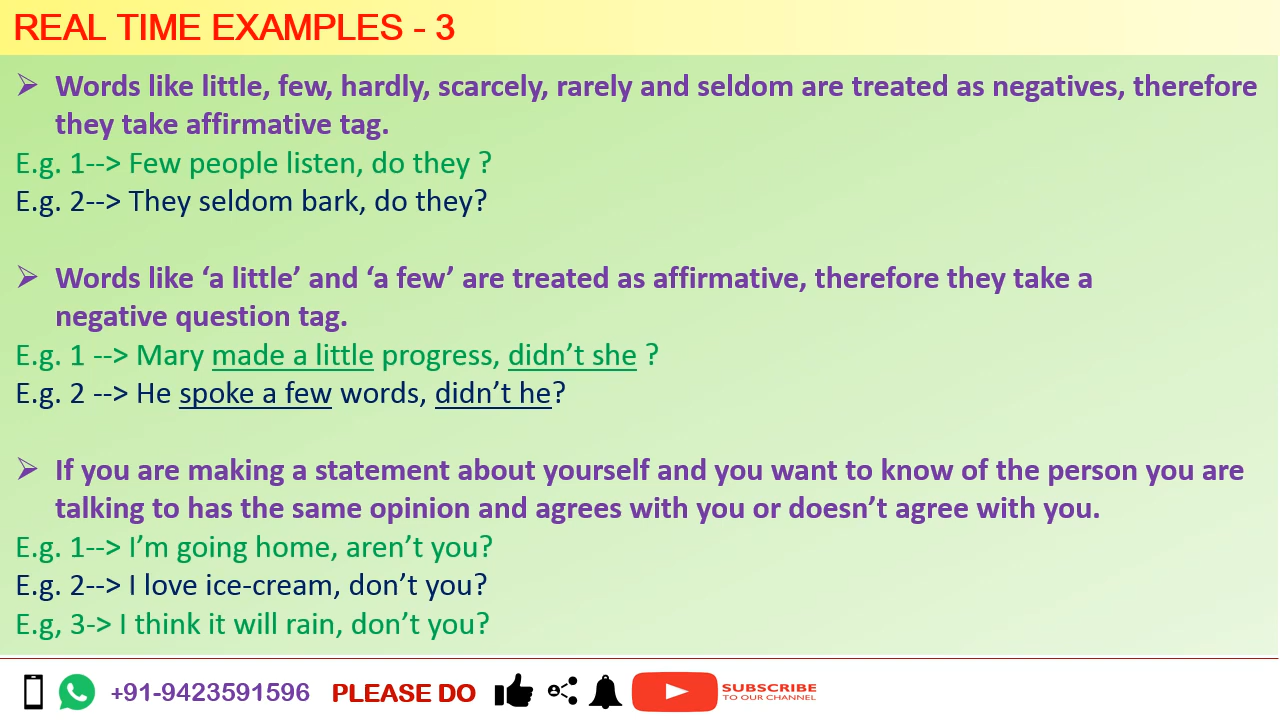 REAL TIME EXAMPLES - 3
Words like little, few, hardly, scarcely, rarely and seldom are treated as negatives, therefore
they take affirmative tag.
E.g. 1--> Few people listen, do they ?
E.g. 2--> They seldom bark, do they?
Words like ‘a little’ and ‘a few’ are treated as affirmative, therefore they take a
negative question tag.
E.g. 1 --> Mary made a little progress, didn’t she ?
E.g. 2 --> He spoke a few words, didn’t he?
If you are making a statement about yourself and you want to know of the person you are
talking to has the same opinion and agrees with you or doesn’t agree with you.
E.g. 1--> I’m going home, aren’t you?
E.g. 2--> I love ice-cream, don’t you?
E.g, 3-> I think it will rain, don’t you?
+91-9423591596 PLEASE DO SUBSCRIBE
TO OUR CHANNEL